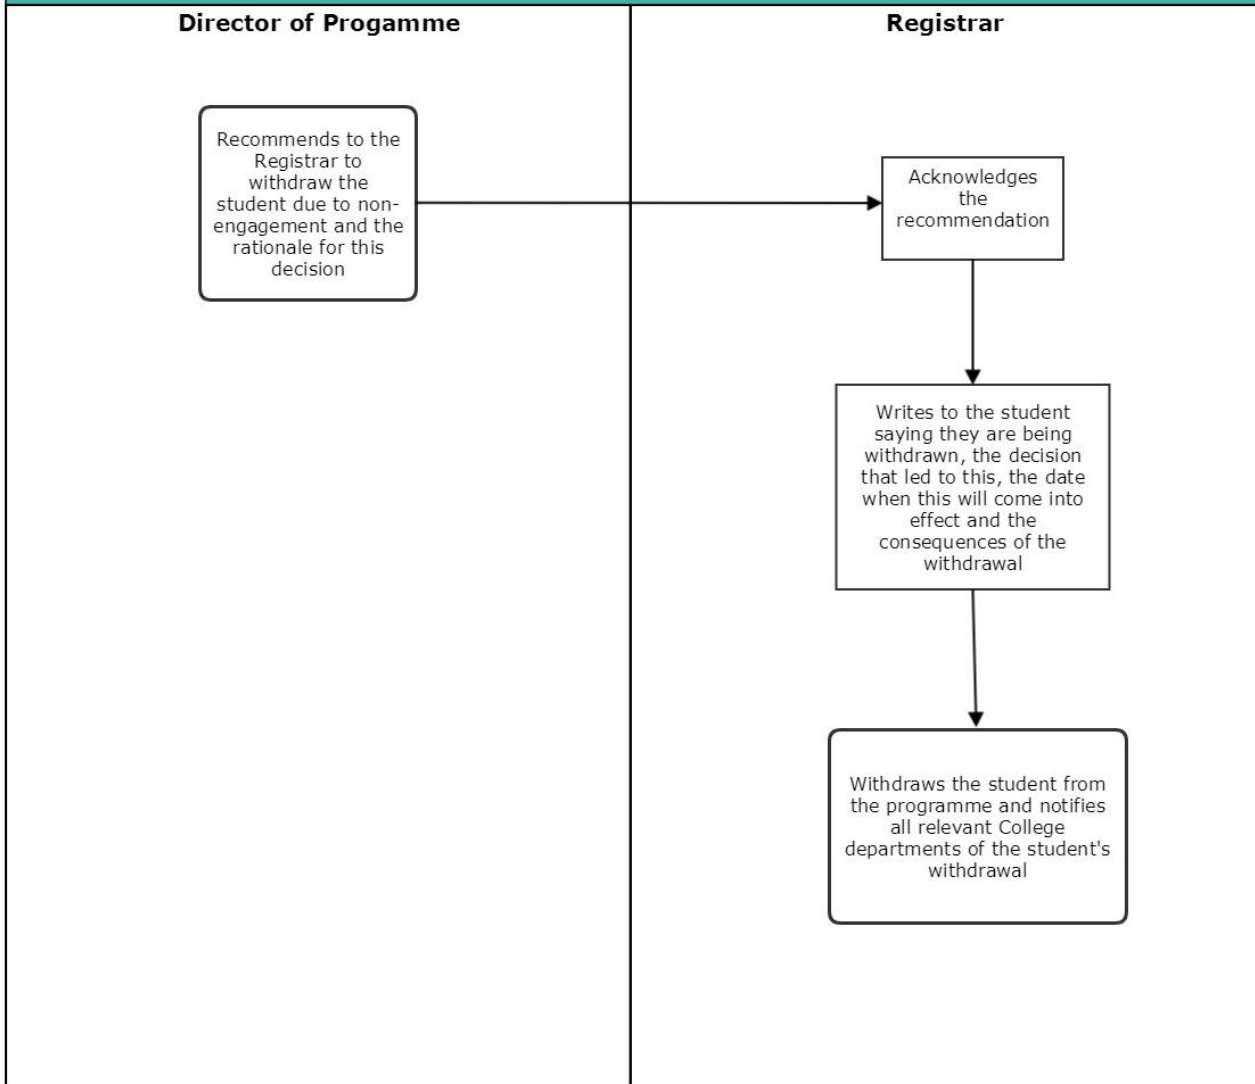 Director of Progamme
Registrar
Recommends to the
Registrar to
withdraw the
student due to non-
engagement and the
rationale for this
decision
Acknowledges
the
recommendation
Writes to the student
saying they are being
withdrawn, the decision
that led to this, the date
when this will come into
effect and the
consequences of the
withdrawal
Withdraws the student from
the programme and notifies
all relevant College
departments of the student's
withdrawal